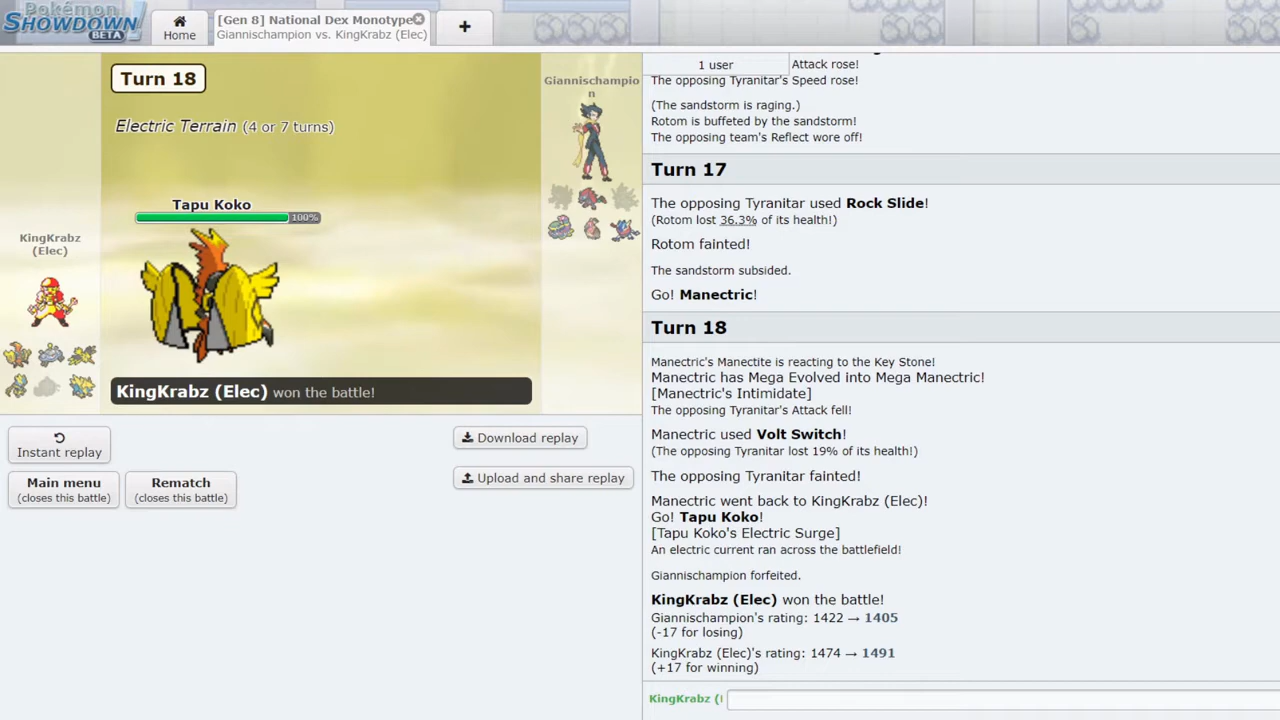 Pokémon
SHOWDOWN!
BETA
Home
[Gen 8] National Dex Monotype
Giannischampion vs. KingKrabz (Elec)
+
Turn 18
Electric Terrain (4 or 7 turns)
Tapu Koko
100%
KingKrabz
(Elec)
Giannischampio
n
KingKrabz (Elec) won the battle!
Instant replay
Download replay
Upload and share replay
Main menu
(closes this battle)
Rematch
(closes this battle)
1 user
Attack rose!
The opposing Tyranitar's Speed rose!
(The sandstorm is raging.)
Rotom is buffeted by the sandstorm!
The opposing team's Reflect wore off!
Turn 17
The opposing Tyranitar used Rock Slide!
(Rotom lost 36.3% of its health!)
Rotom fainted!
The sandstorm subsided.
Go! Manectric!
Turn 18
Manectric's Manectite is reacting to the Key Stone!
Manectric has Mega Evolved into Mega Manectric!
[Manectric's Intimidate]
The opposing Tyranitar's Attack fell!
Manectric used Volt Switch!
(The opposing Tyranitar lost 19% of its health!)
The opposing Tyranitar fainted!
Manectric went back to KingKrabz (Elec)!
Go! Tapu Koko!
[Tapu Koko's Electric Surge]
An electric current ran across the battlefield!
Giannischampion forfeited.
KingKrabz (Elec) won the battle!
Giannischampion's rating: 1422 → 1405
(-17 for losing)
KingKrabz (Elec)'s rating: 1474 → 1491
(+17 for winning)
KingKrabz (